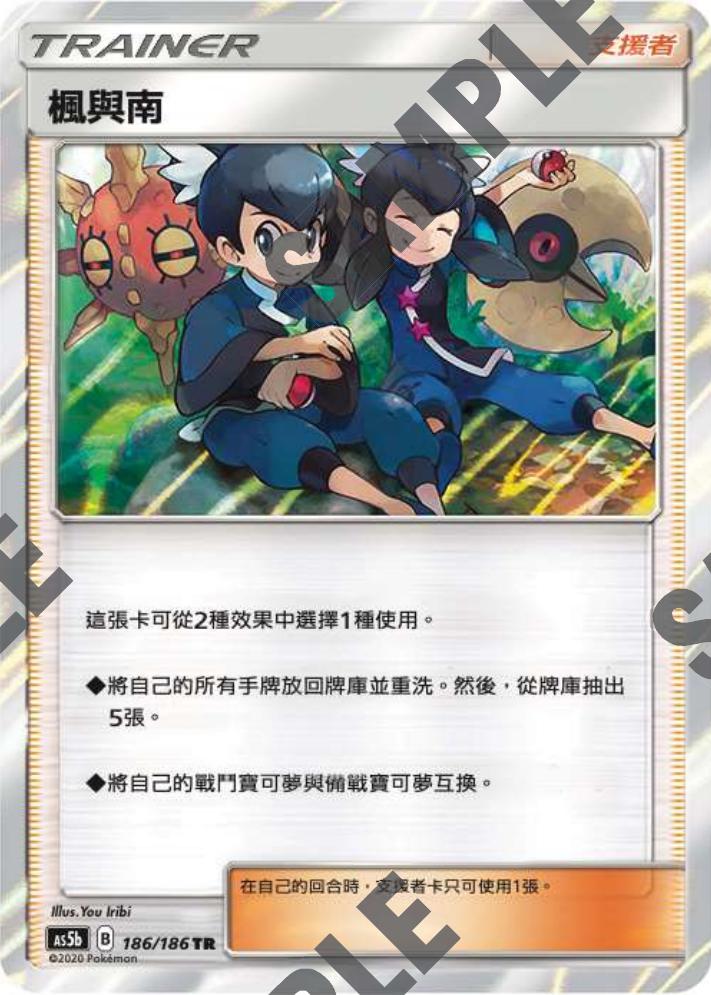 TRAINER
支援者
楓與南
SAMPLE
這張卡可從2種效果中選擇1種使用。
◆將自己的所有手牌放回牌庫並重洗。然後，從牌庫抽出
5張。
◆將自己的戰鬥寶可夢與備戰寶可夢互換。
在自己的回合時，支援者卡只可使用1張。
Illus. You Iribi
AS5b B 186/186 TR
©2020 Pokémon